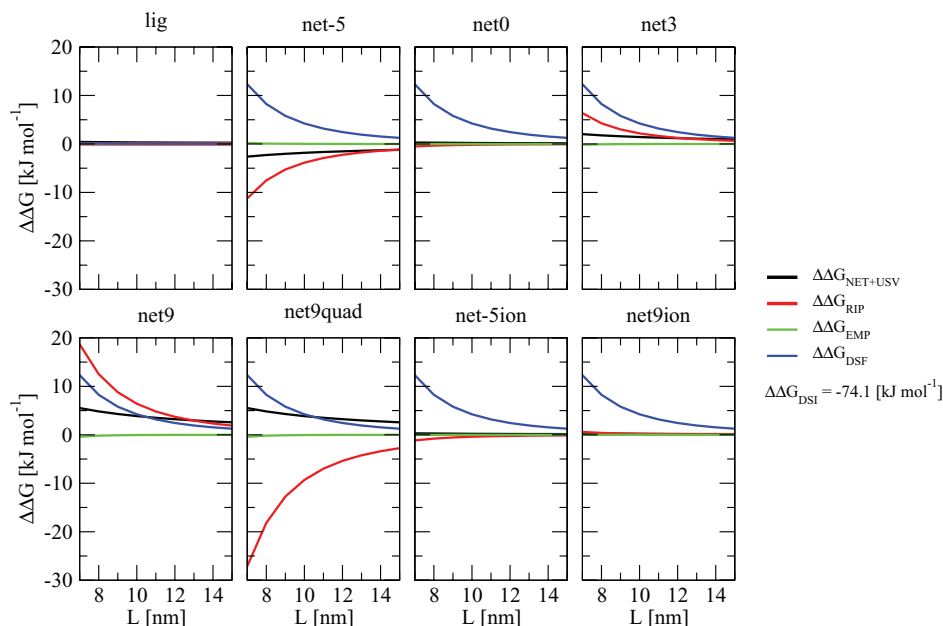 lig net-5 net0 net3
20
10
0
-10
-20
-30
ΔΔG [kJ mol⁻¹]
net9 net9quad net-5ion net9ion
20
10
0
-10
-20
-30
ΔΔG [kJ mol⁻¹]
8 10 12 14 8 10 12 14 8 10 12 14 8 10 12 14
L [nm] L [nm] L [nm] L [nm]
ΔΔG_NET+USV
ΔΔG_RIP
ΔΔG_EMP
ΔΔG_DSF
ΔΔG_DSI = -74.1 [kJ mol⁻¹]